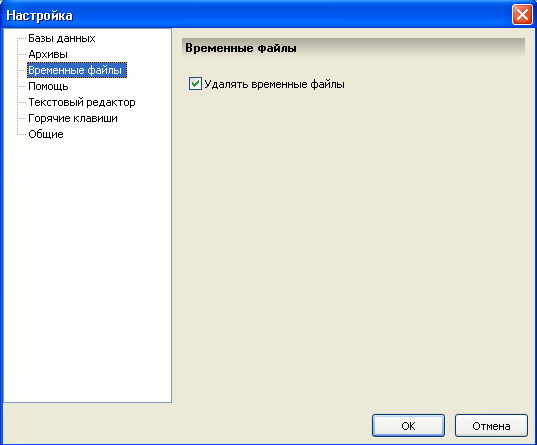 Настройка
Базы данных
Архивы
Временные файлы
Помощь
Текстовый редактор
Горячие клавиши
Общие
Временные файлы
Удалять временные файлы
OK
Отмена